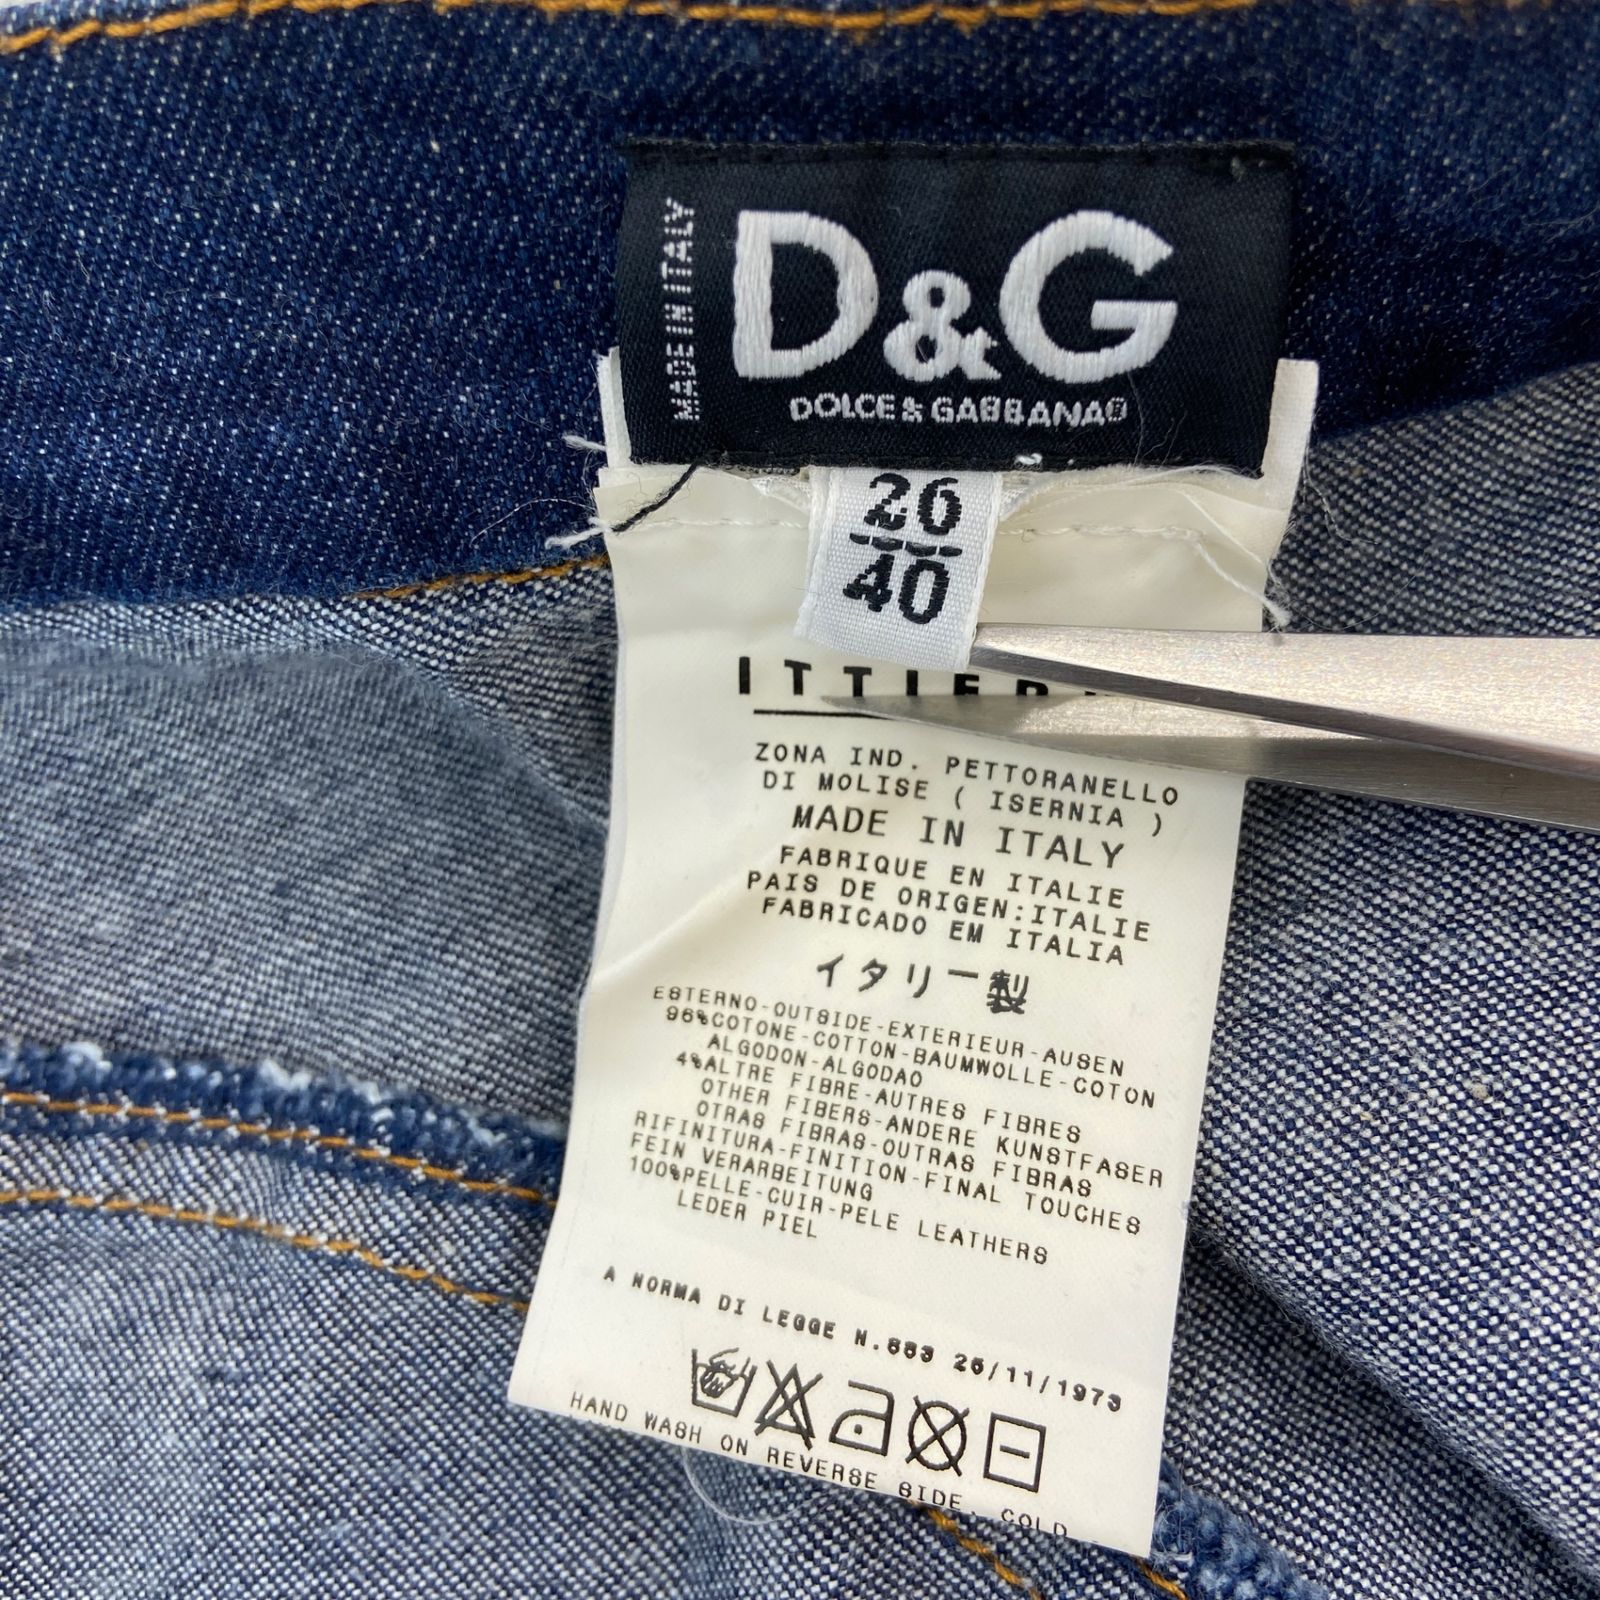 MADE IN ITALY
D&G
DOLCE & GABBANA®
26
40
ZONA IND. PETTORANELLO
DI MOLISE ( ISERNIA )
MADE IN ITALY
FABRIQUE EN ITALIE
PAIS DE ORIGEN:ITALIE
FABRICADO EM ITALIA
イタリー製
ESTERNO-OUTSIDE-EXTERIEUR-AUSEN
96%COTONE-COTTON-BAUMWOLLE-COTON
ALGODON-ALGODAO
4%ALTRE FIBRE-AUTRES FIBRES
OTHER FIBERS-ANDERE KUNSTFASER
OTRAS FIBRAS-OUTRAS FIBRAS
RIFINITURA-FINITION-FINAL TOUCHES
FEIN VERARBEITUNG
100%PELLE-CUIR-PELE LEATHERS
LEDER PIEL
A NORMA DI LEGGE N.883 26/11/1973
HAND WASH ON REVERSE SIDE, COLD